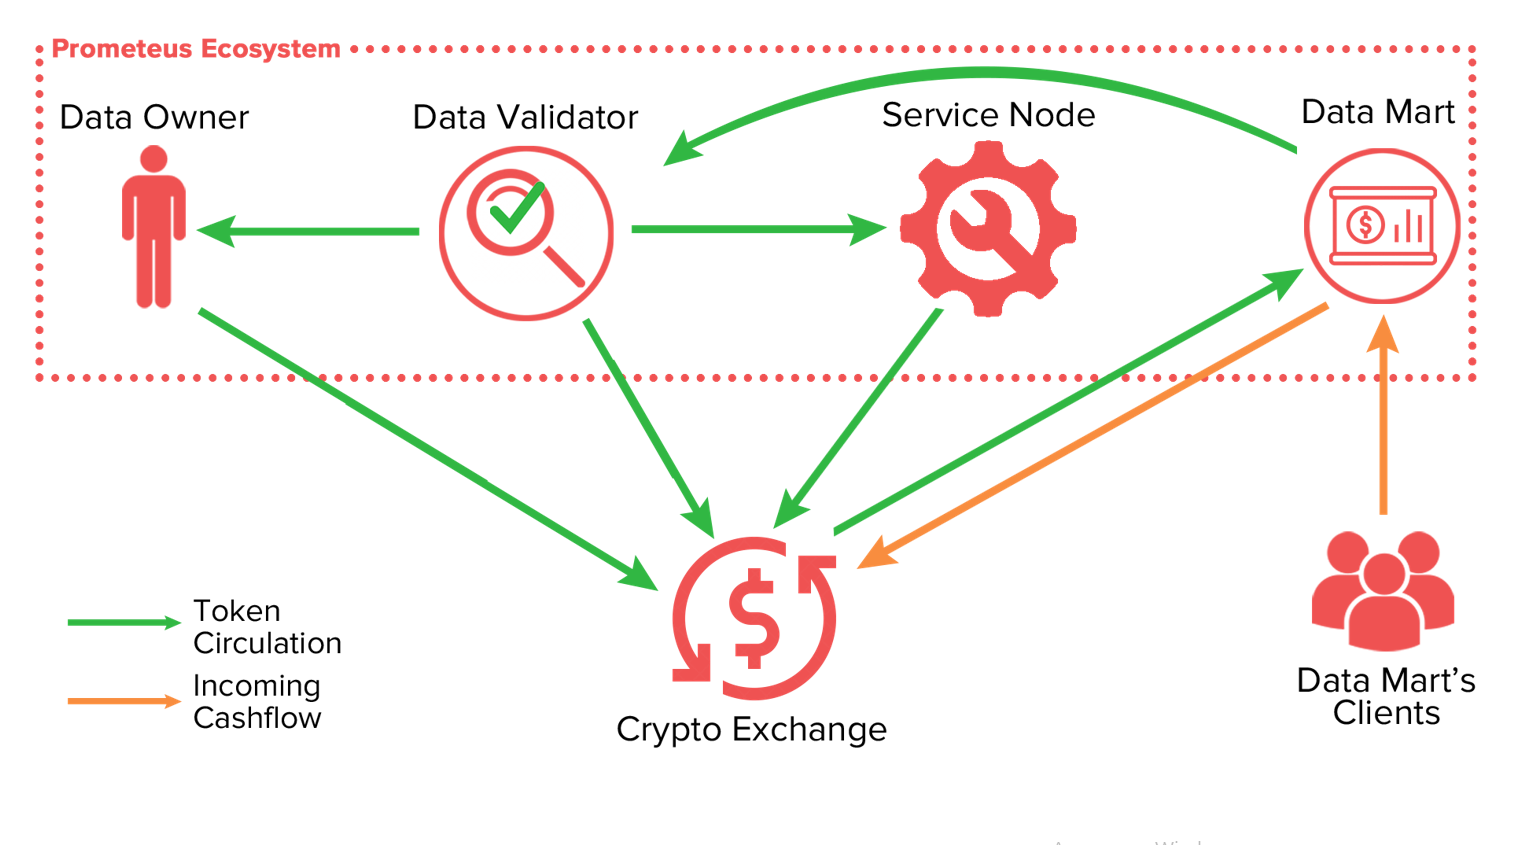 Prometeus Ecosystem
Data Owner
Data Validator
Service Node
Data Mart
Token
Circulation
Incoming
Cashflow
Crypto Exchange
Data Mart's
Clients